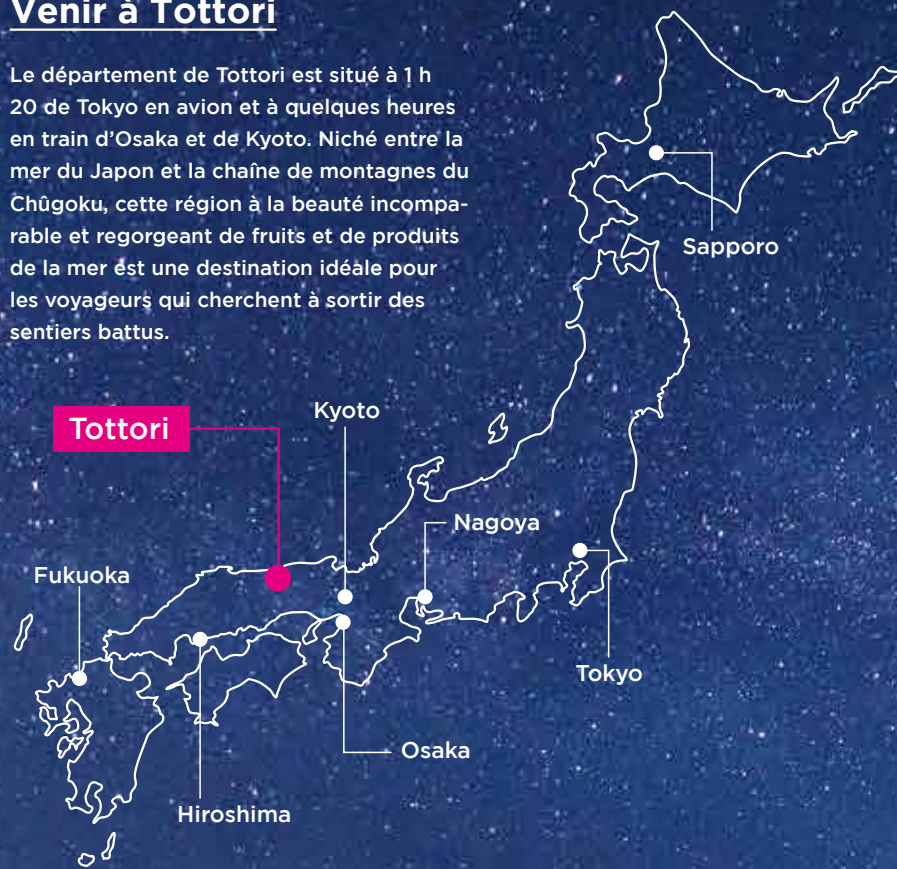 Venir à Tottori
Le département de Tottori est situé à 1 h
20 de Tokyo en avion et à quelques heures
en train d'Osaka et de Kyoto. Niché entre la
mer du Japon et la chaîne de montagnes du
Chûgoku, cette région à la beauté incompa-
rable et regorgeant de fruits et de produits
de la mer est une destination idéale pour
les voyageurs qui cherchent à sortir des
sentiers battus.
Sapporo
Kyoto
Tottori
Nagoya
Fukuoka
Tokyo
Osaka
Hiroshima